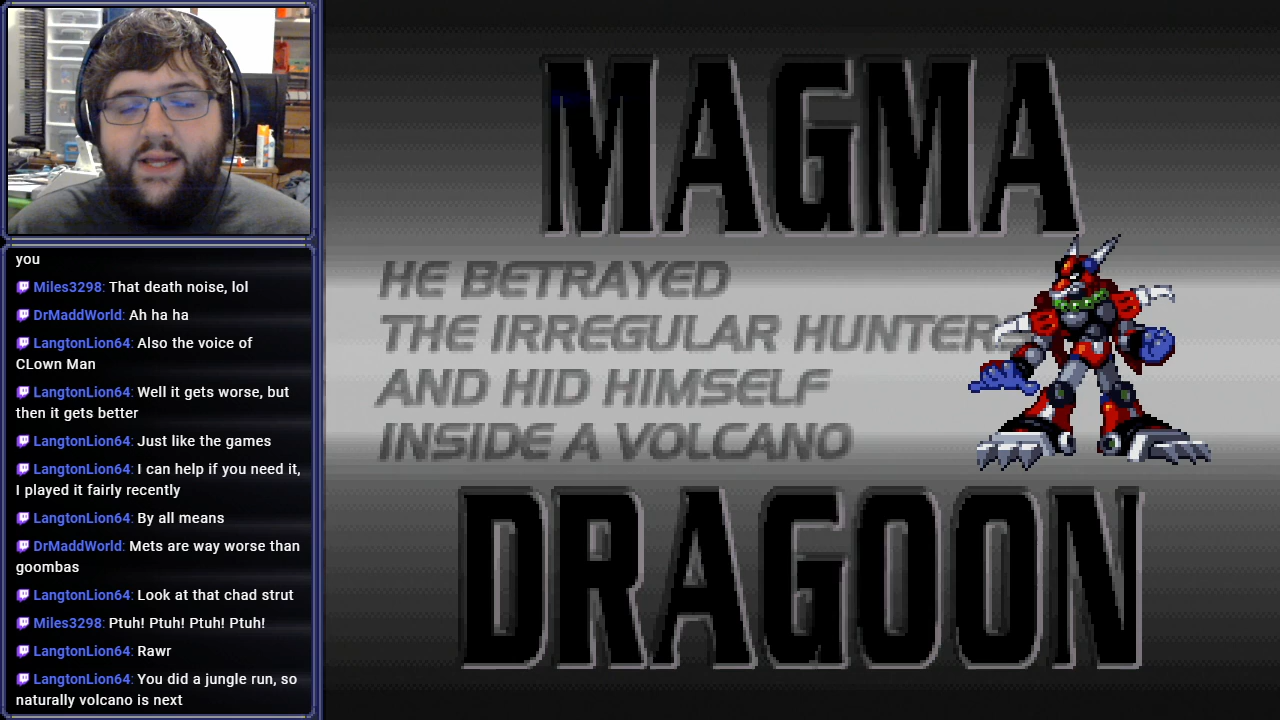 you
Miles3298: That death noise, lol
DrMaddWorld: Ah ha ha
LangtonLion64: Also the voice of
CLown Man
LangtonLion64: Well it gets worse, but
then it gets better
LangtonLion64: Just like the games
LangtonLion64: I can help if you need it,
I played it fairly recently
LangtonLion64: By all means
DrMaddWorld: Mets are way worse than
goombas
LangtonLion64: Look at that chad strut
Miles3298: Ptuh! Ptuh! Ptuh! Ptuh!
LangtonLion64: Rawr
LangtonLion64: You did a jungle run, so
naturally volcano is next
MAGMA
HE BETRAYED
THE IRREGULAR HUNTERS
AND HID HIMSELF
INSIDE A VOLCANO
DRAGOON